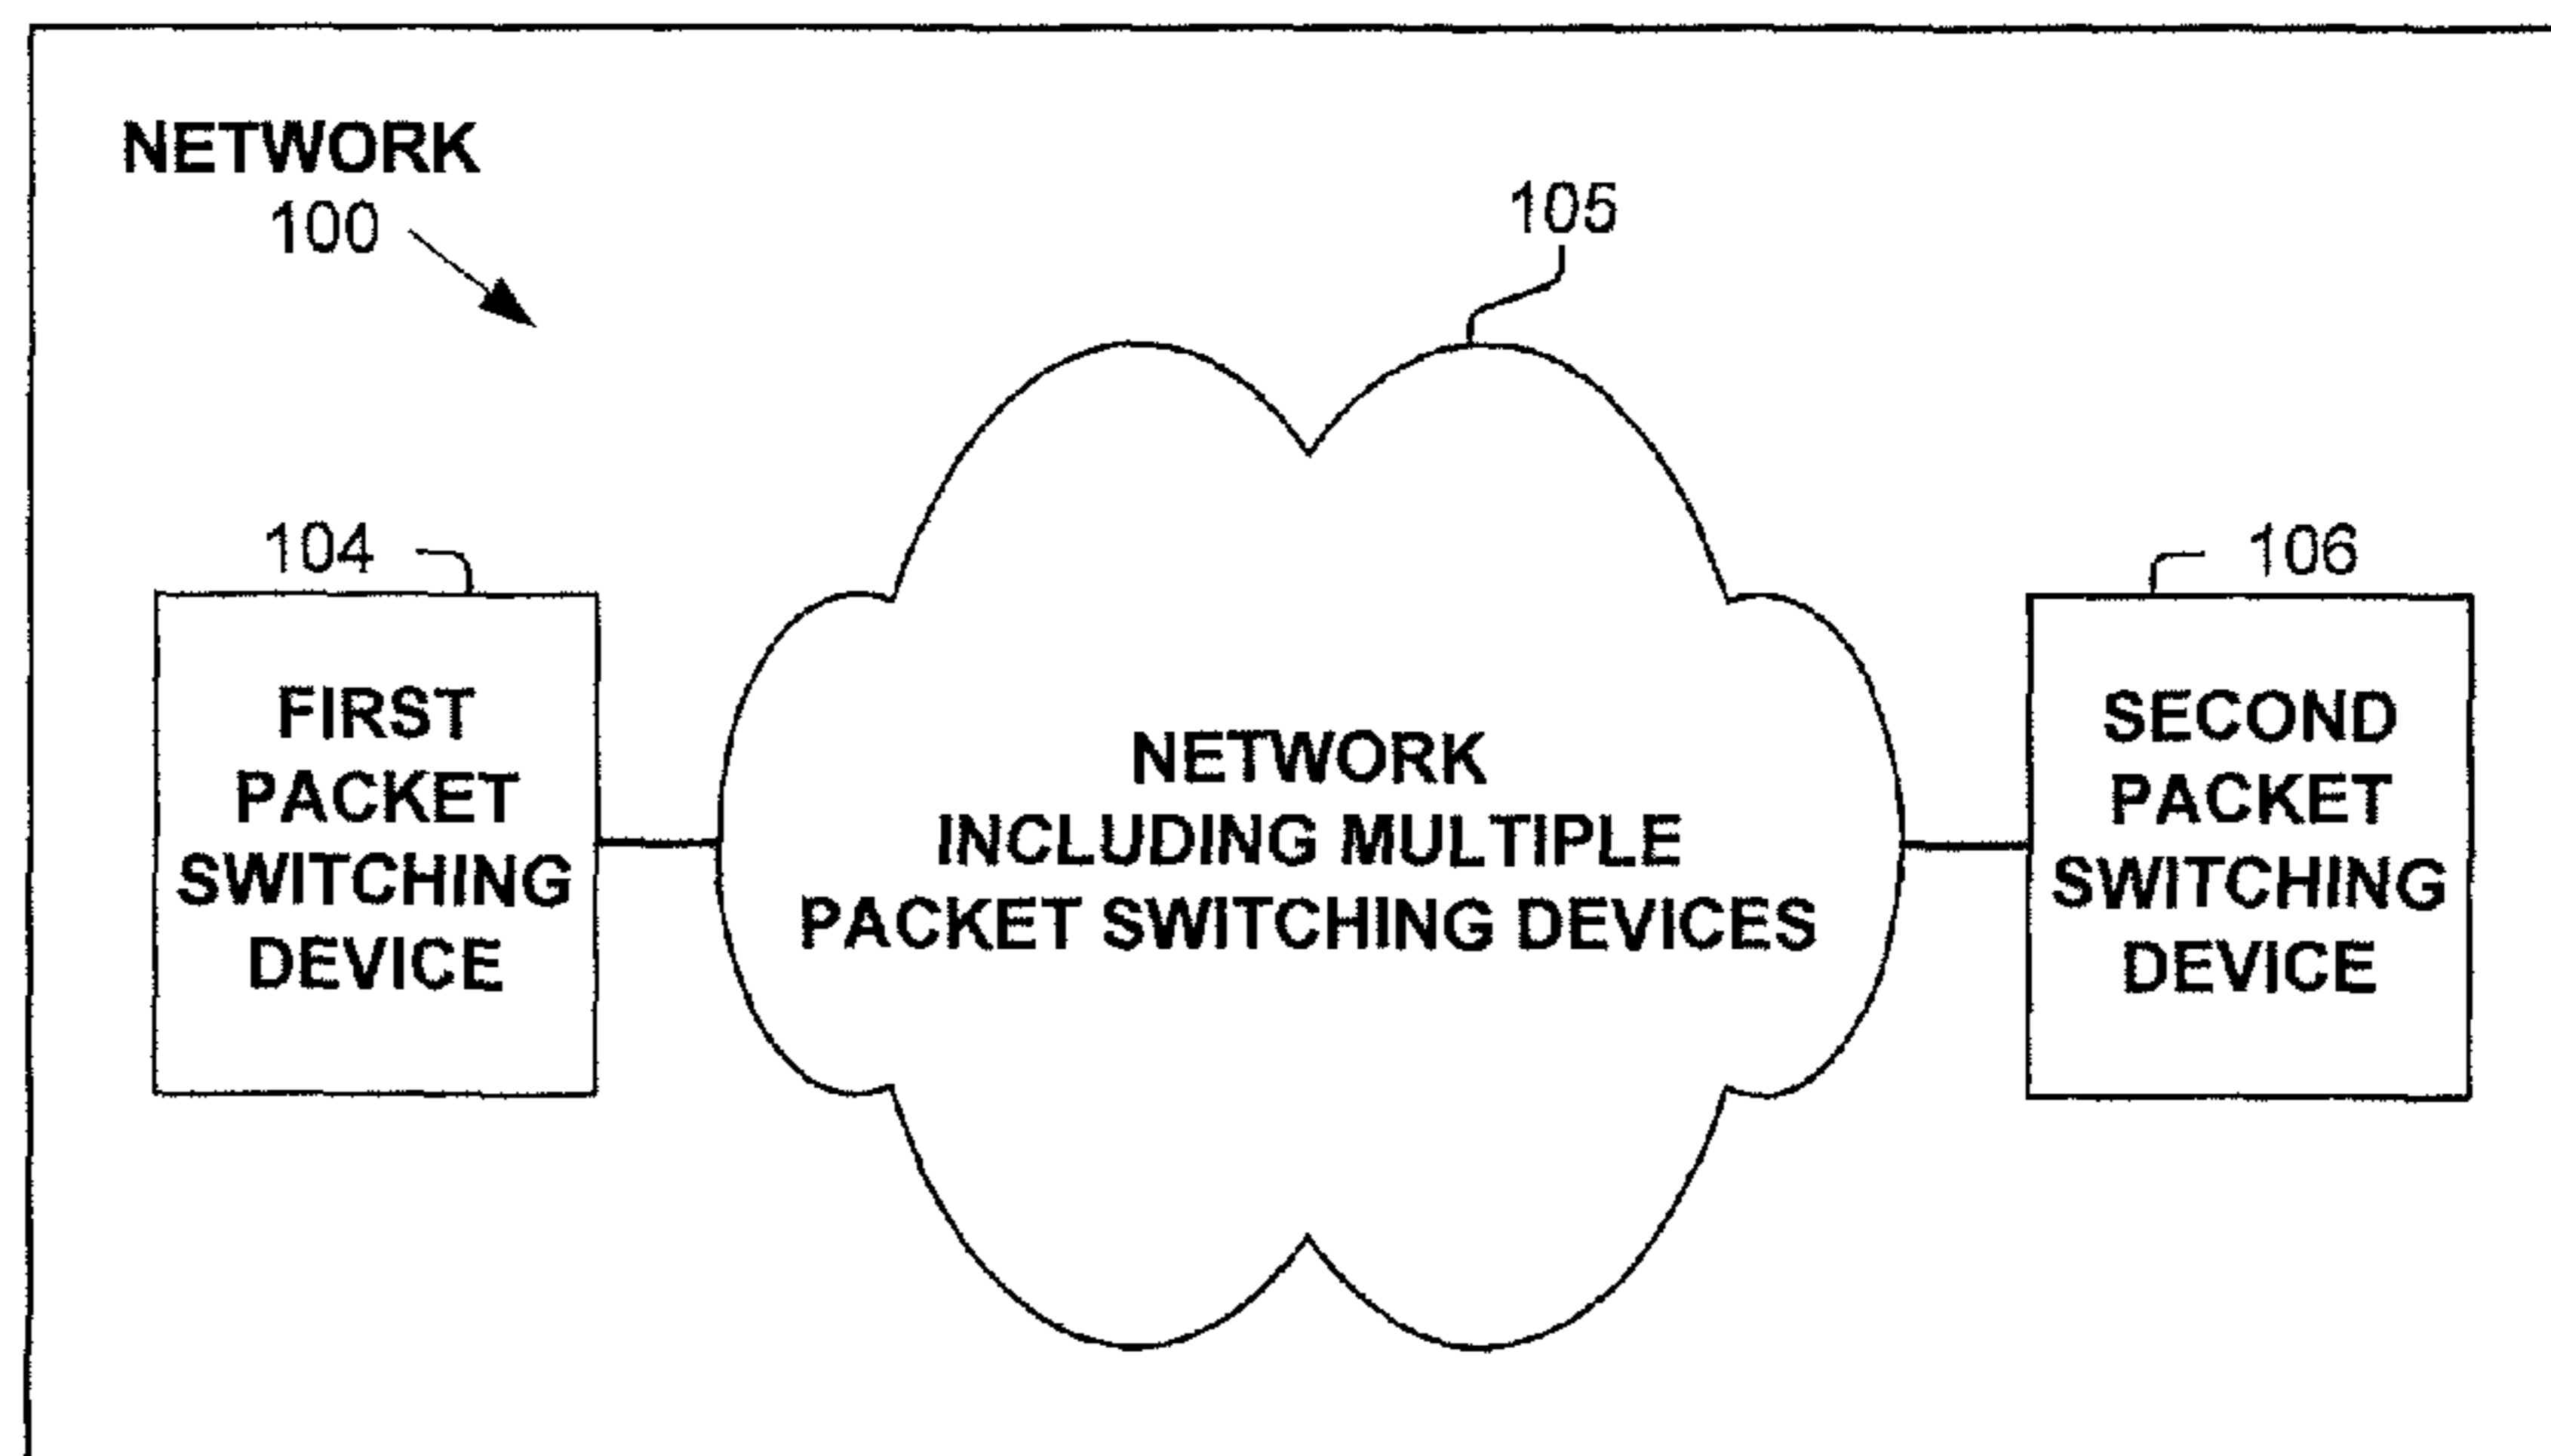 NETWORK
100
105
104
106
FIRST
PACKET
SWITCHING
DEVICE
NETWORK
INCLUDING MULTIPLE
PACKET SWITCHING DEVICES
SECOND
PACKET
SWITCHING
DEVICE